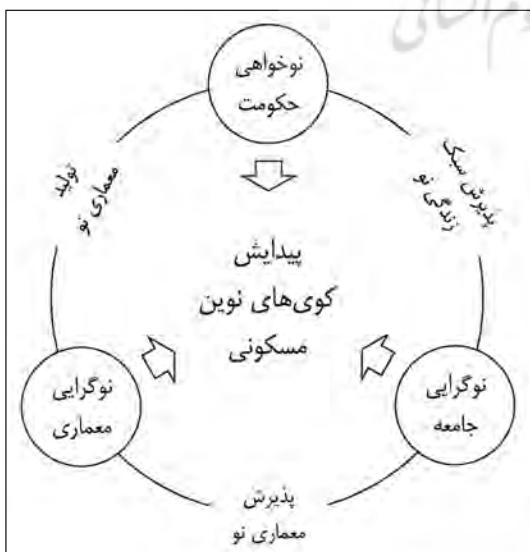 نوخواهی
حکومت
تولید
معماری نو
پذیرش سبک
زندگی نو
پیدایش
کوی‌های نوین
مسکونی
نوگرایی
جامعه
نوگرایی
معماری
پذیرش
معماری نو